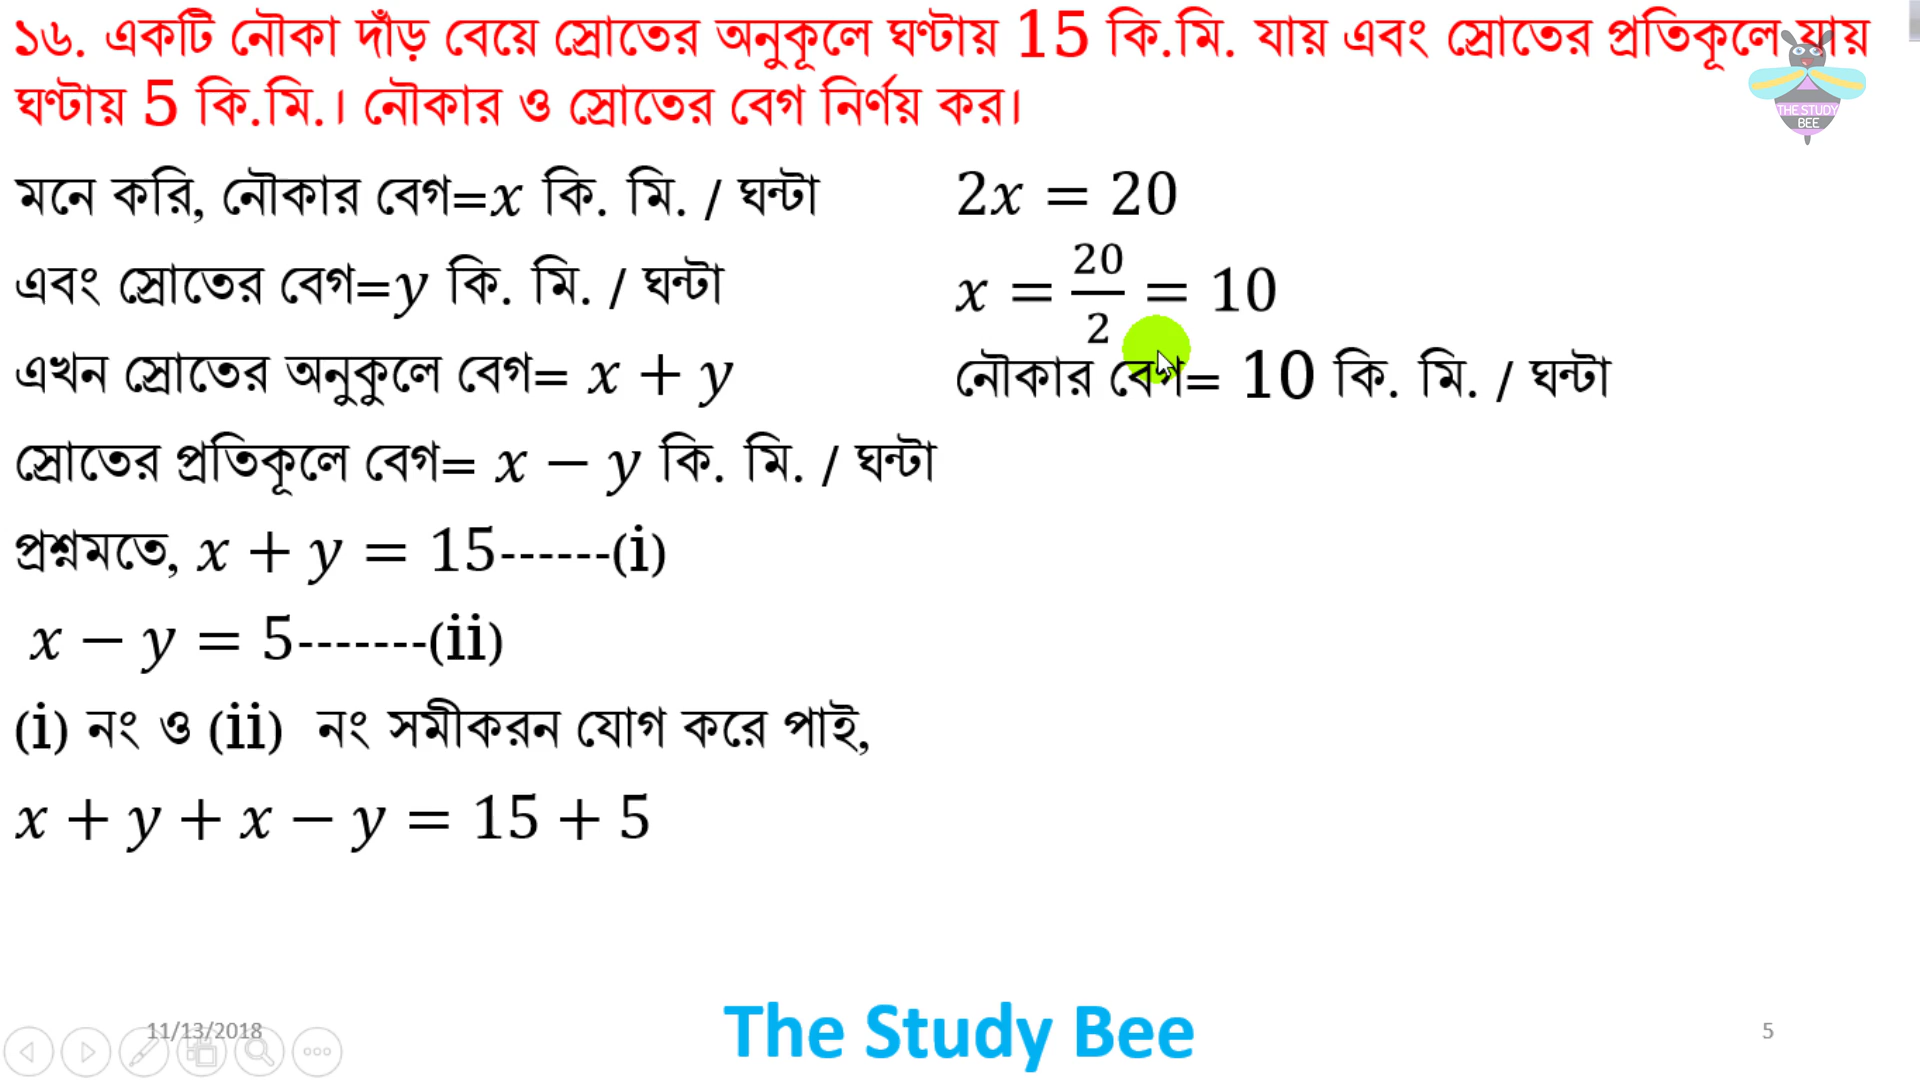 ১৬. একটি নৌকা দাঁড় বেয়ে স্রোতের অনুকূলে ঘণ্টায় 15 কি.মি. যায় এবং স্রোতের প্রতিকূলে যায়
ঘণ্টায় 5 কি.মি.। নৌকার ও স্রোতের বেগ নির্ণয় কর।
THE STUDY
BEE
মনে করি, নৌকার বেগ=x কি. মি. / ঘন্টা
এবং স্রোতের বেগ=y কি. মি. / ঘন্টা
এখন স্রোতের অনুকুলে বেগ= x + y
স্রোতের প্রতিকূলে বেগ= x − y কি. মি. / ঘন্টা
প্রশ্নমতে, x + y = 15------(i)
x − y = 5-------(ii)
(i) নং ও (ii) নং সমীকরন যোগ করে পাই,
x + y + x − y = 15 + 5
2x = 20
x = 20/2 = 10
নৌকার বেগ= 10 কি. মি. / ঘন্টা
11/13/2018
The Study Bee
5